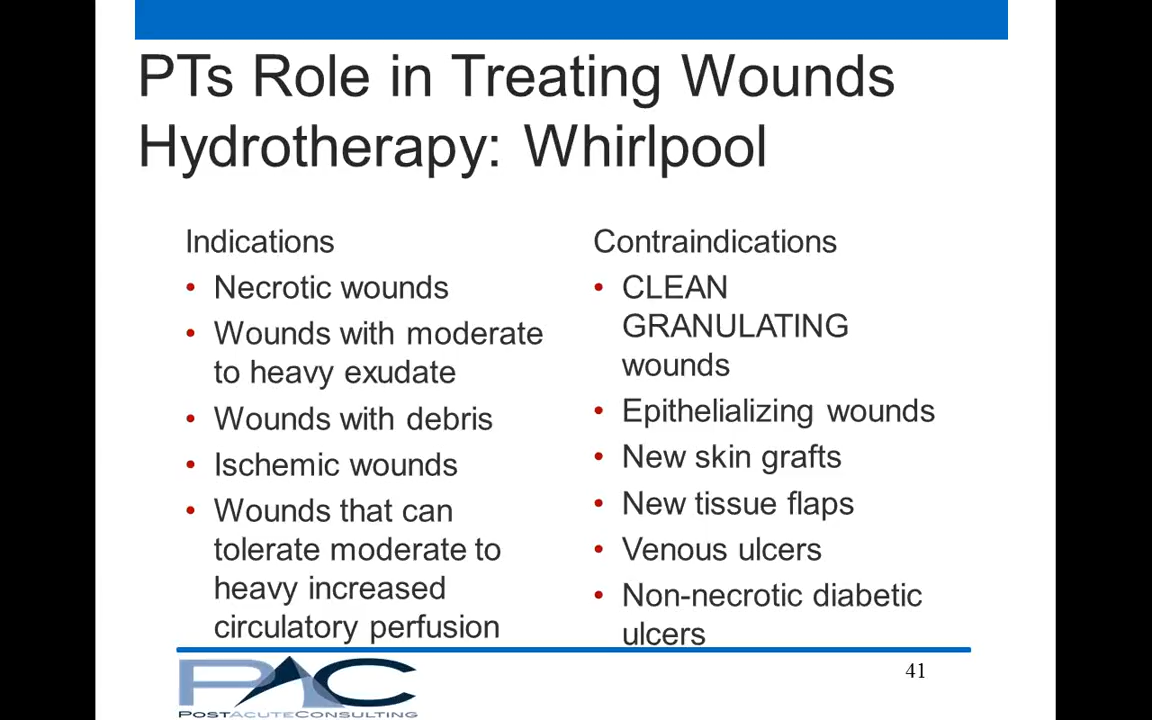 PTs Role in Treating Wounds
Hydrotherapy: Whirlpool
Indications
• Necrotic wounds
• Wounds with moderate
to heavy exudate
• Wounds with debris
• Ischemic wounds
• Wounds that can
tolerate moderate to
heavy increased
circulatory perfusion
Contraindications
• CLEAN
GRANULATING
wounds
• Epithelializing wounds
• New skin grafts
• New tissue flaps
• Venous ulcers
• Non-necrotic diabetic
ulcers
PAC
POSTACUTECONSULTING
41